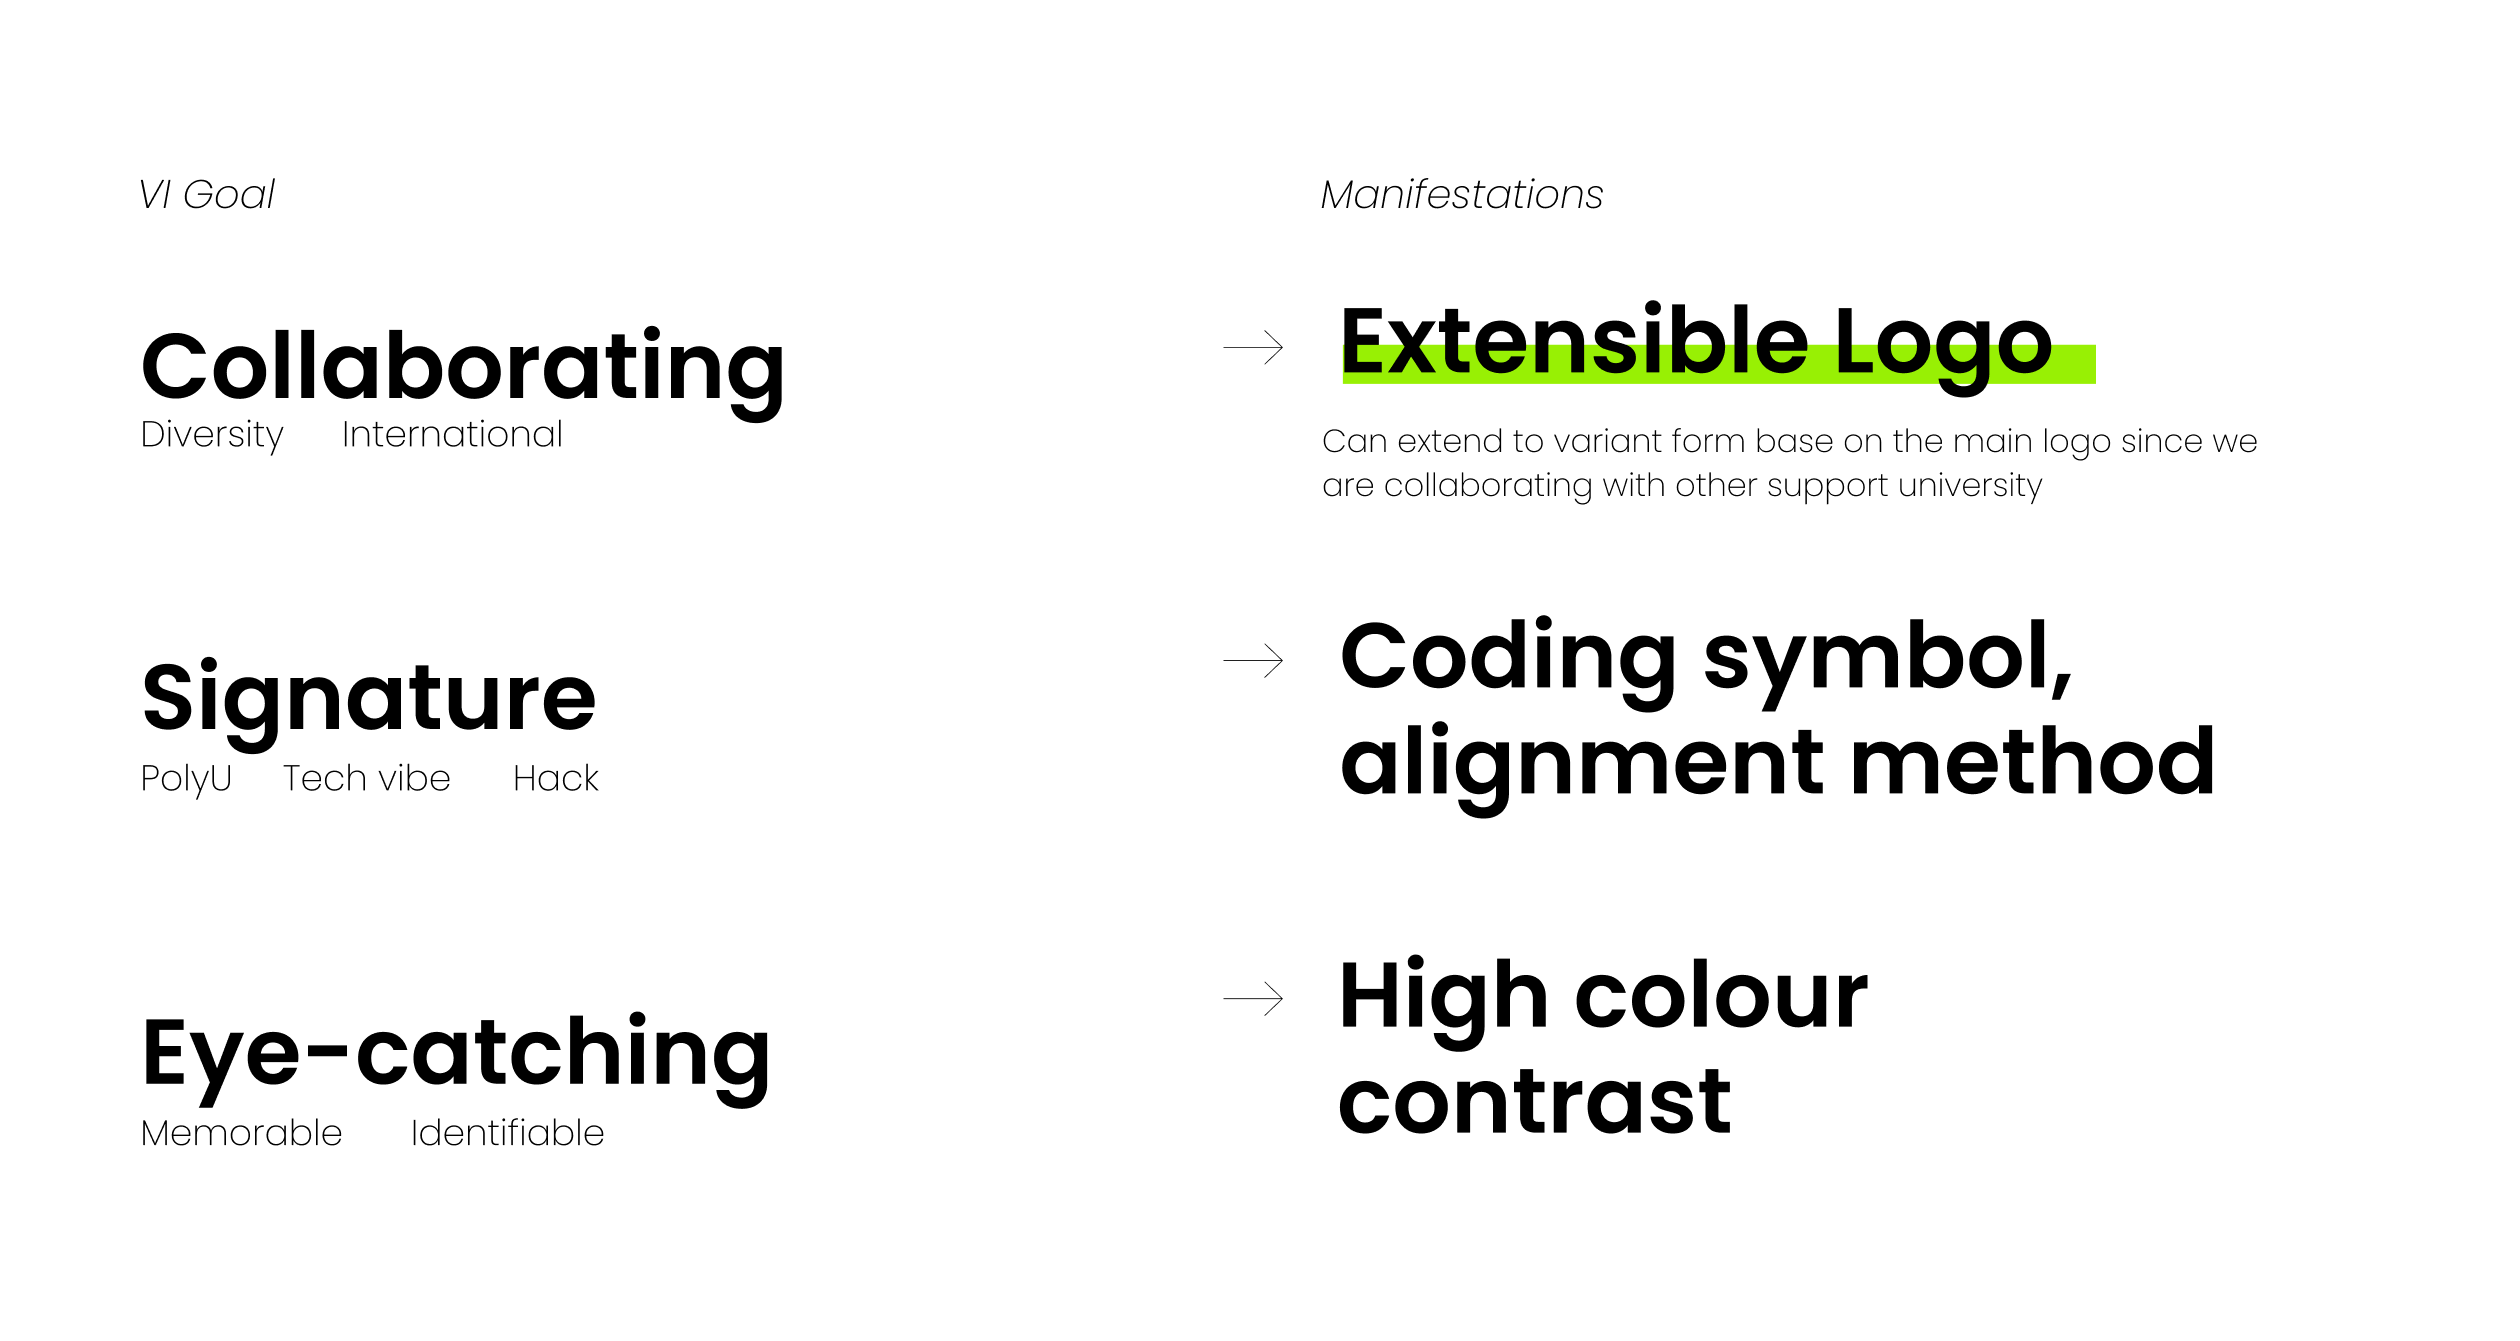 VI Goal
Manifestations
Collaborating
Diversity International
Extensible Logo
Can extend to variant form base on the main logo since we
are collaborating with other support university
Signature
PolyU Tech vibe Hack
Coding symbol,
alignment method
Eye-catching
Memorable Identifiable
High colour
contrast